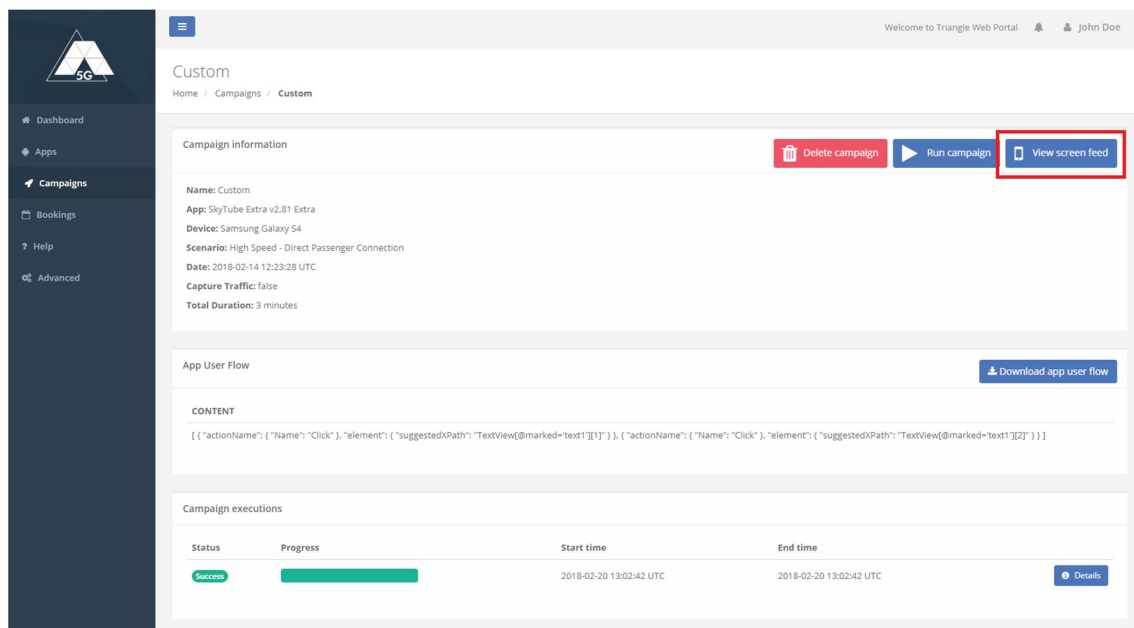 Welcome to Triangle Web Portal John Doe
5G
Custom
Home / Campaigns / Custom
Dashboard
Apps
Campaigns
Bookings
? Help
Advanced
Campaign information
Delete campaign
Run campaign
View screen feed
Name: Custom
App: SkyTube Extra v2.81 Extra
Device: Samsung Galaxy S4
Scenario: High Speed - Direct Passenger Connection
Date: 2018-02-14 12:23:28 UTC
Capture Traffic: false
Total Duration: 3 minutes
App User Flow
Download app user flow
CONTENT
[ { "actionName": { "Name": "Click" }, "element": { "suggestedXPath": "TextView[@marked='text1'][1]" } }, { "actionName": { "Name": "Click" }, "element": { "suggestedXPath": "TextView[@marked='text1'][2]" } } ]
Campaign executions
Status Progress Start time End time
Success 2018-02-20 13:02:42 UTC 2018-02-20 13:02:42 UTC Details